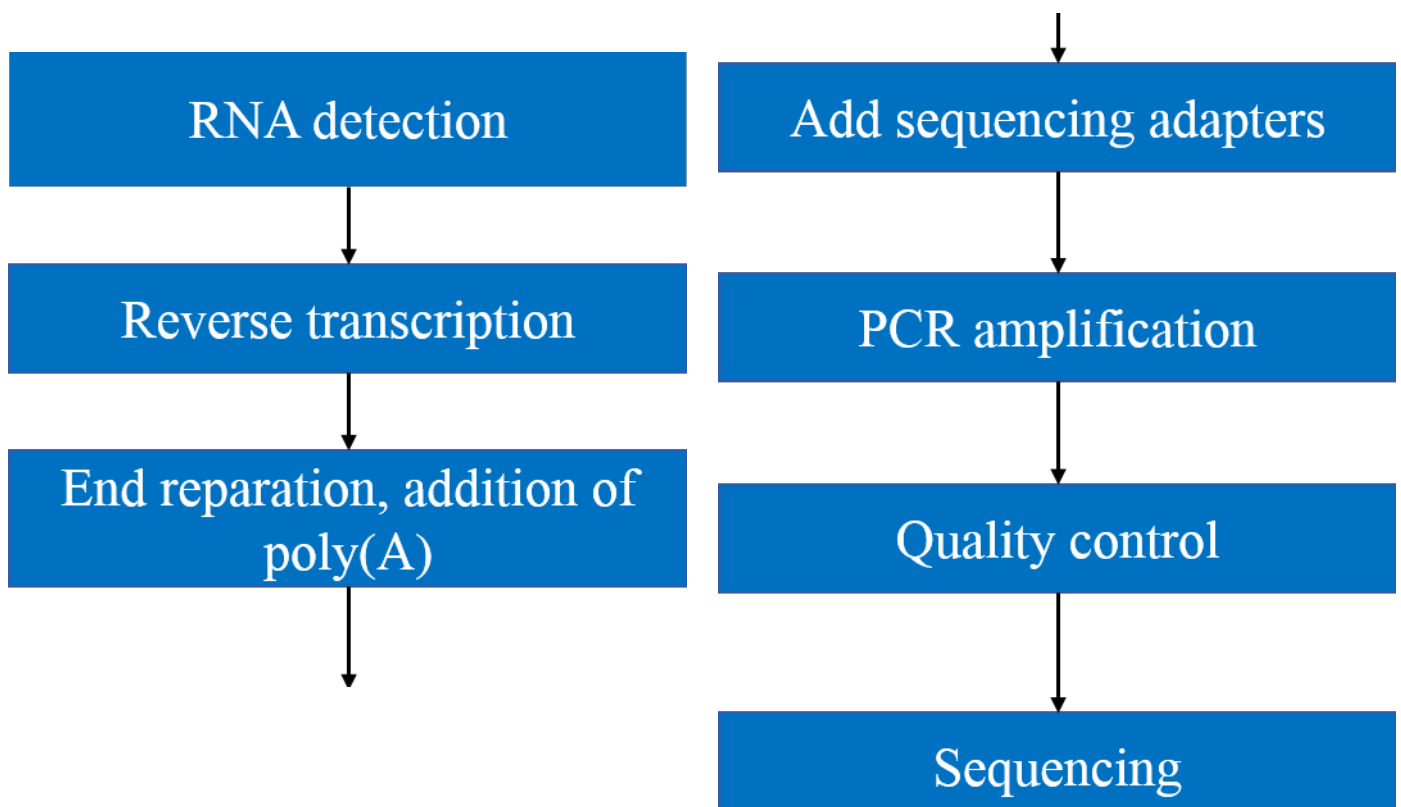 RNA detection
Reverse transcription
End reparation, addition of
poly(A)
Add sequencing adapters
PCR amplification
Quality control
Sequencing